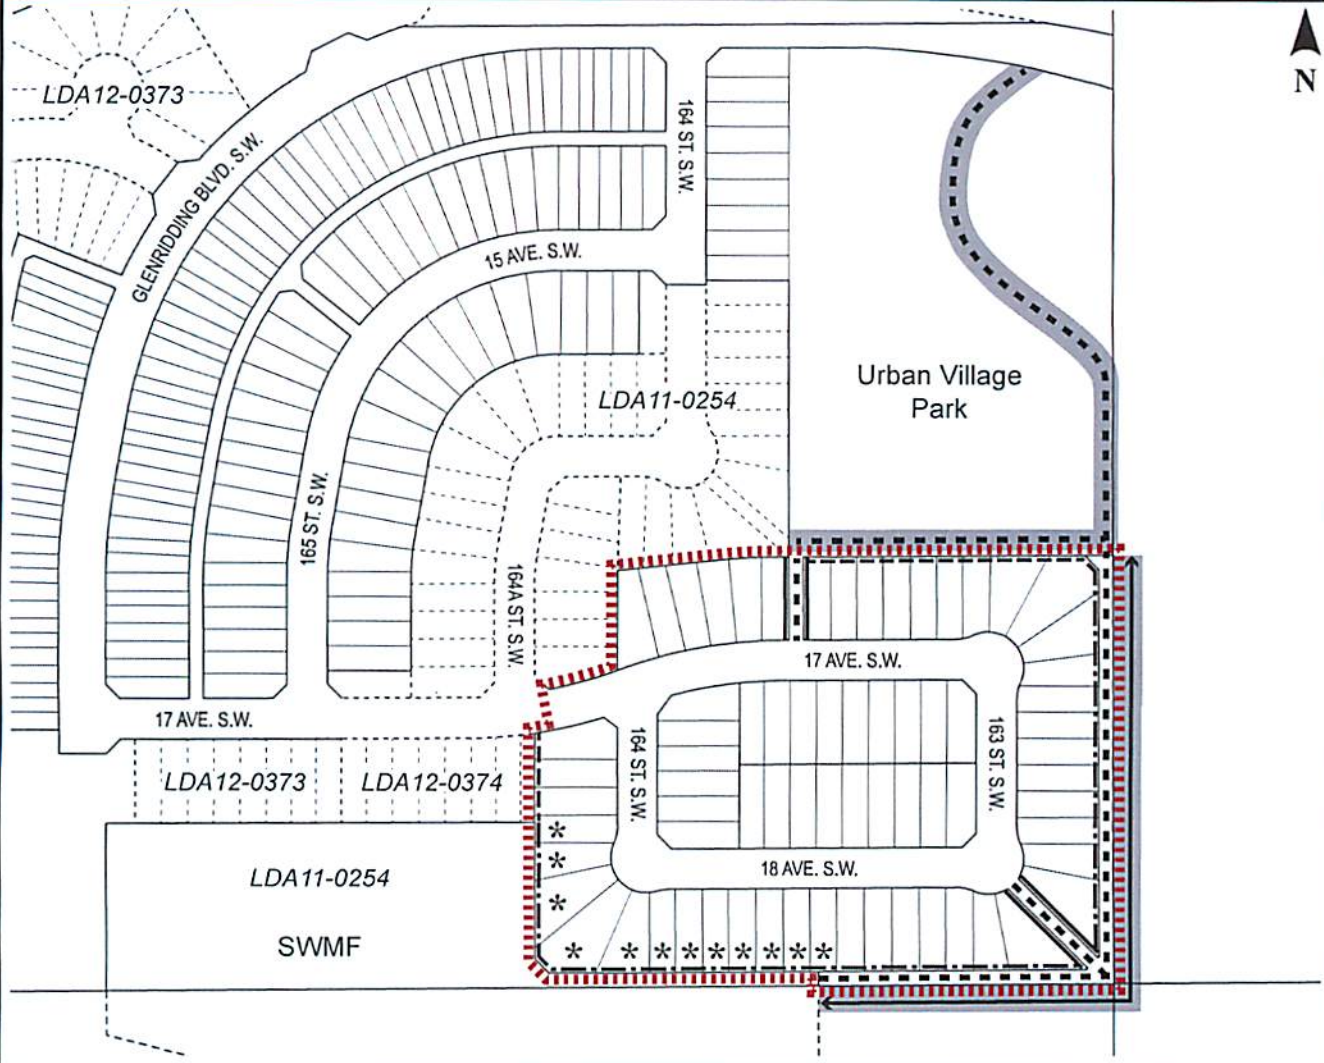 N
LDA12-0373
GLENRIDDING BLVD. S.W.
164 ST. S.W.
15 AVE. S.W.
Urban Village
Park
LDA11-0254
165 ST. S.W.
164A ST. S.W.
17 AVE. S.W.
17 AVE. S.W.
164 ST. S.W.
163 ST. S.W.
LDA12-0373
LDA12-0374
18 AVE. S.W.
LDA11-0254
SWMF
*
*
*
* * * * * * * * *